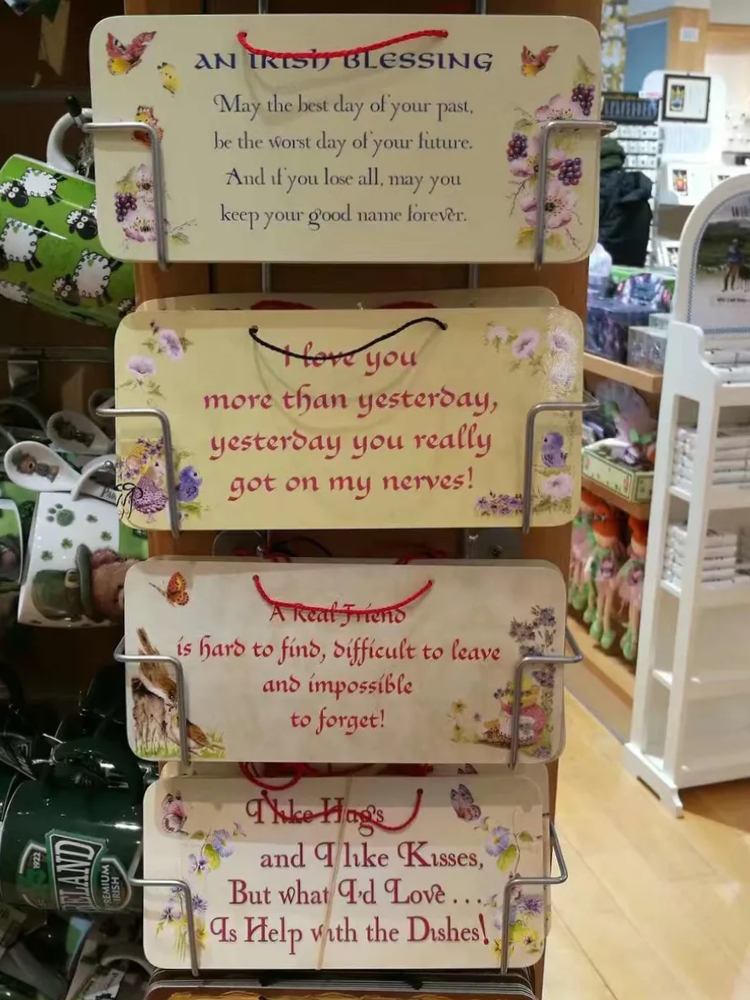 AN IRISH BLESSING
May the best day of your past,
be the worst day of your future.
And if you lose all, may you
keep your good name forever.
I love you
more than yesterday,
yesterday you really
got on my nerves!
A Real Friend
is hard to find, difficult to leave
and impossible
to forget!
I like Hugs
and I like Kisses,
But what I'd Love ...
Is Help with the Dishes!
1922
IRELAND
PREMIUM
IRISH